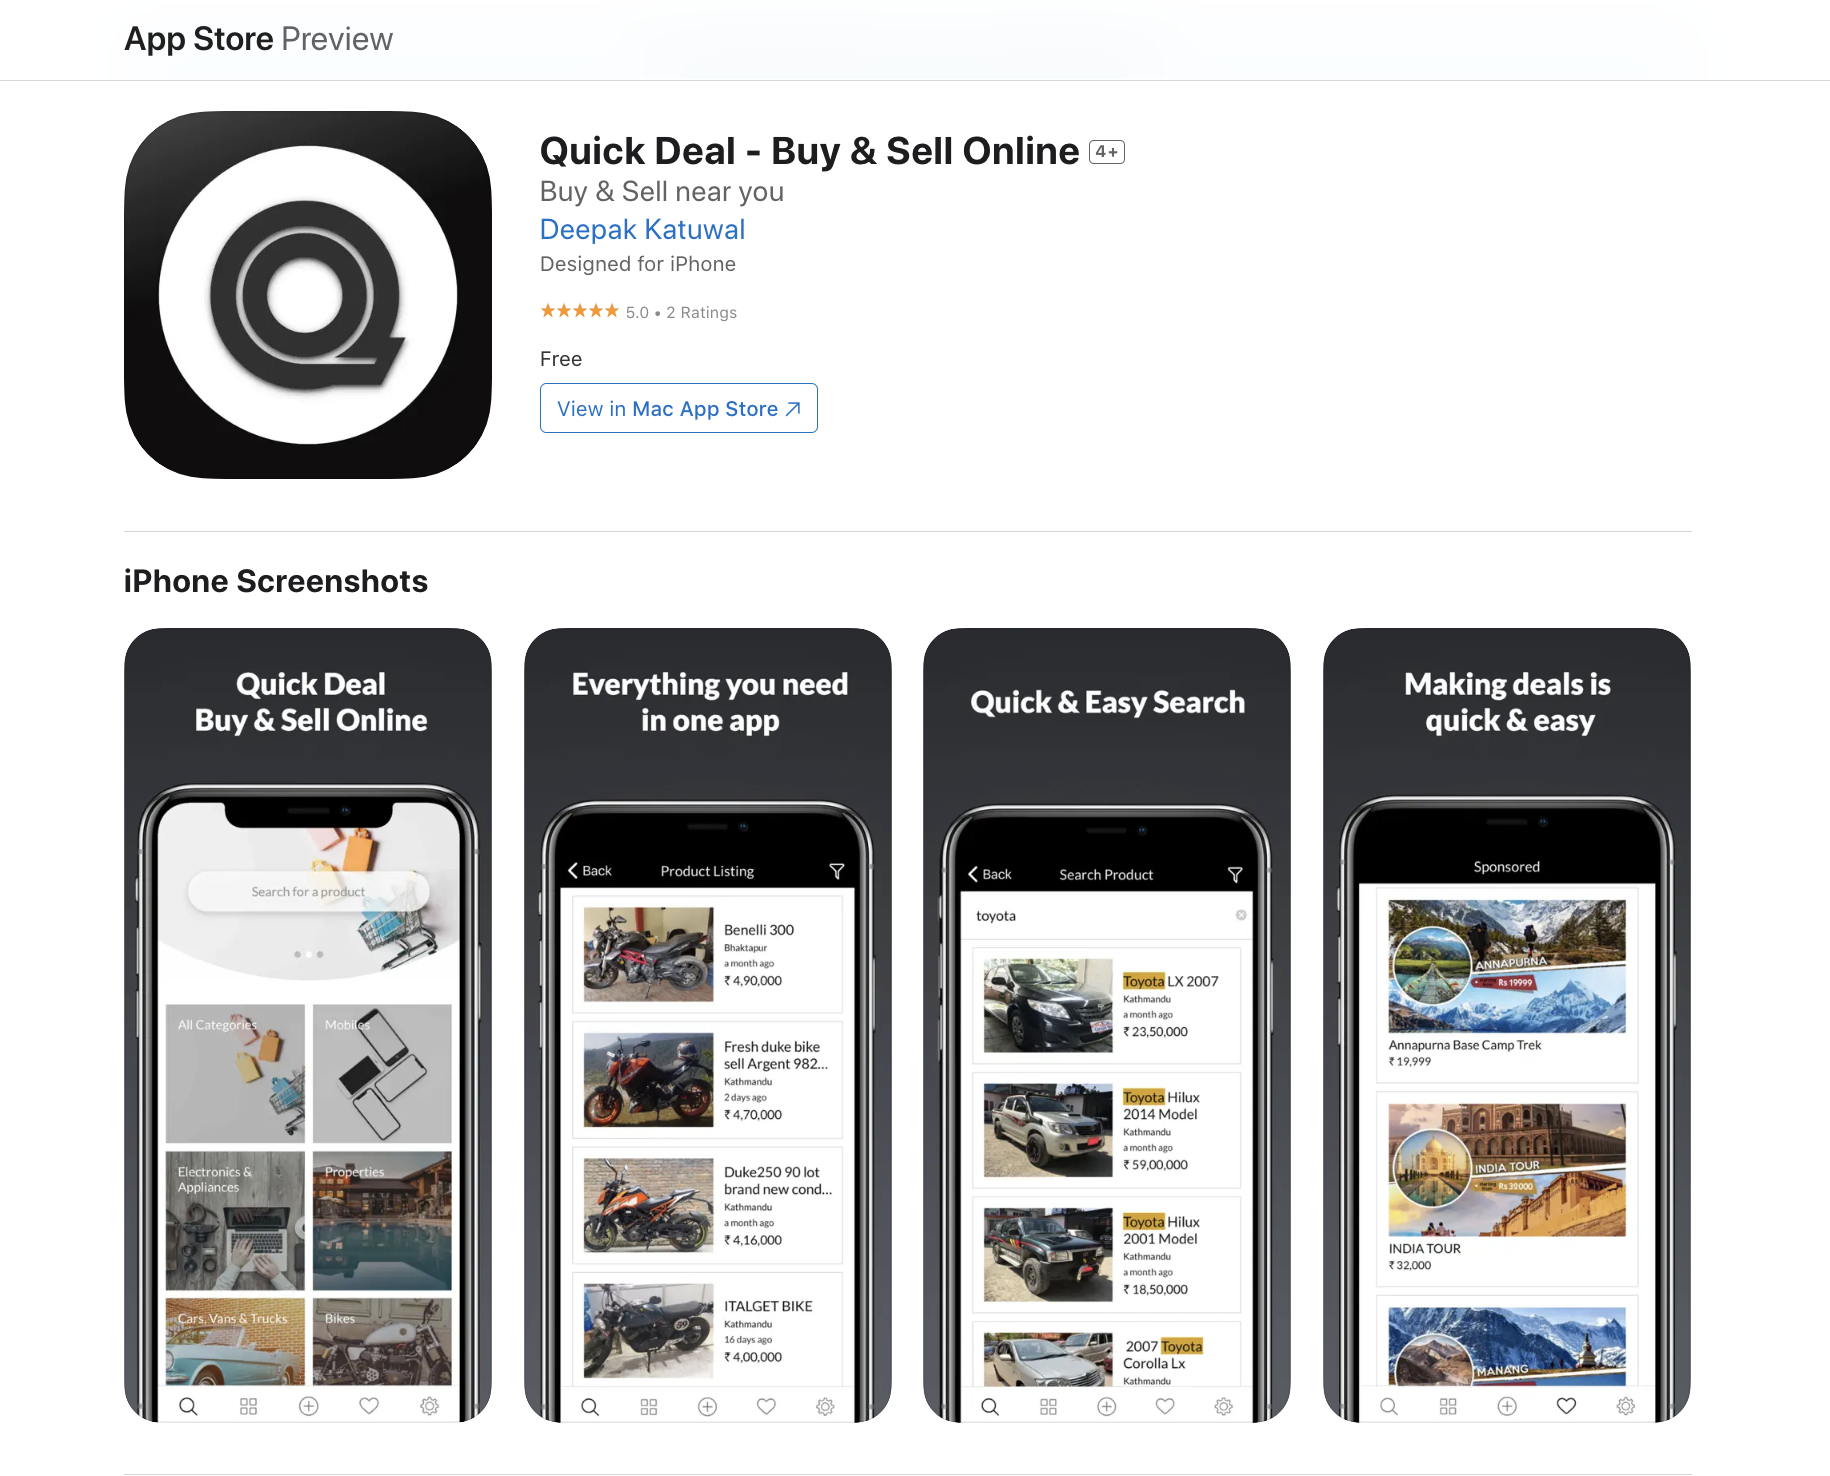 App Store Preview
Quick Deal - Buy & Sell Online 4+
Buy & Sell near you
Deepak Katuwal
Designed for iPhone
★★★★★ 5.0 • 2 Ratings
Free
View in Mac App Store ↗
iPhone Screenshots
Quick Deal
Buy & Sell Online
Search for a product
All Categories
Mobiles
Electronics &
Appliances
Properties
Cars, Vans & Trucks
Bikes
Everything you need
in one app
Back
Product Listing
Benelli 300
Bhaktapur
a month ago
₹ 4,90,000
Fresh duke bike
sell Argent 982...
Kathmandu
2 days ago
₹ 4,70,000
Duke250 90 lot
brand new cond...
Kathmandu
a month ago
₹ 4,16,000
ITALGET BIKE
Kathmandu
16 days ago
₹ 4,00,000
Quick & Easy Search
Back
Search Product
toyota
Toyota LX 2007
Kathmandu
a month ago
₹ 23,50,000
Toyota Hilux
2014 Model
Kathmandu
a month ago
₹ 59,00,000
Toyota Hilux
2001 Model
Kathmandu
a month ago
₹ 18,50,000
2007 Toyota
Corolla Lx
Kathmandu
Making deals is
quick & easy
Sponsored
ANNAPURNA
Rs 19999
Annapurna Base Camp Trek
₹ 19,999
INDIA TOUR
INDIA TOUR
₹ 32,000
MANANG